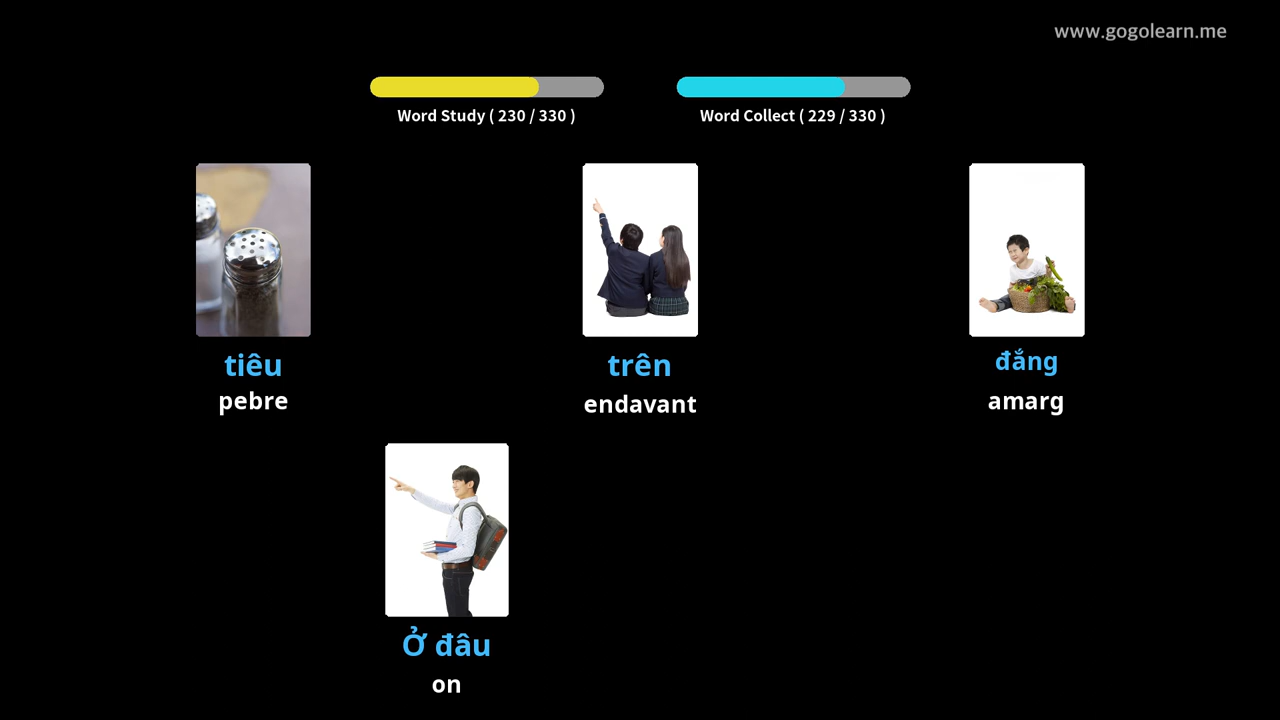 www.gogolearn.me
Word Study ( 230 / 330 )
Word Collect ( 229 / 330 )
tiêu
pebre
trên
endavant
đắng
amarg
Ở đâu
on